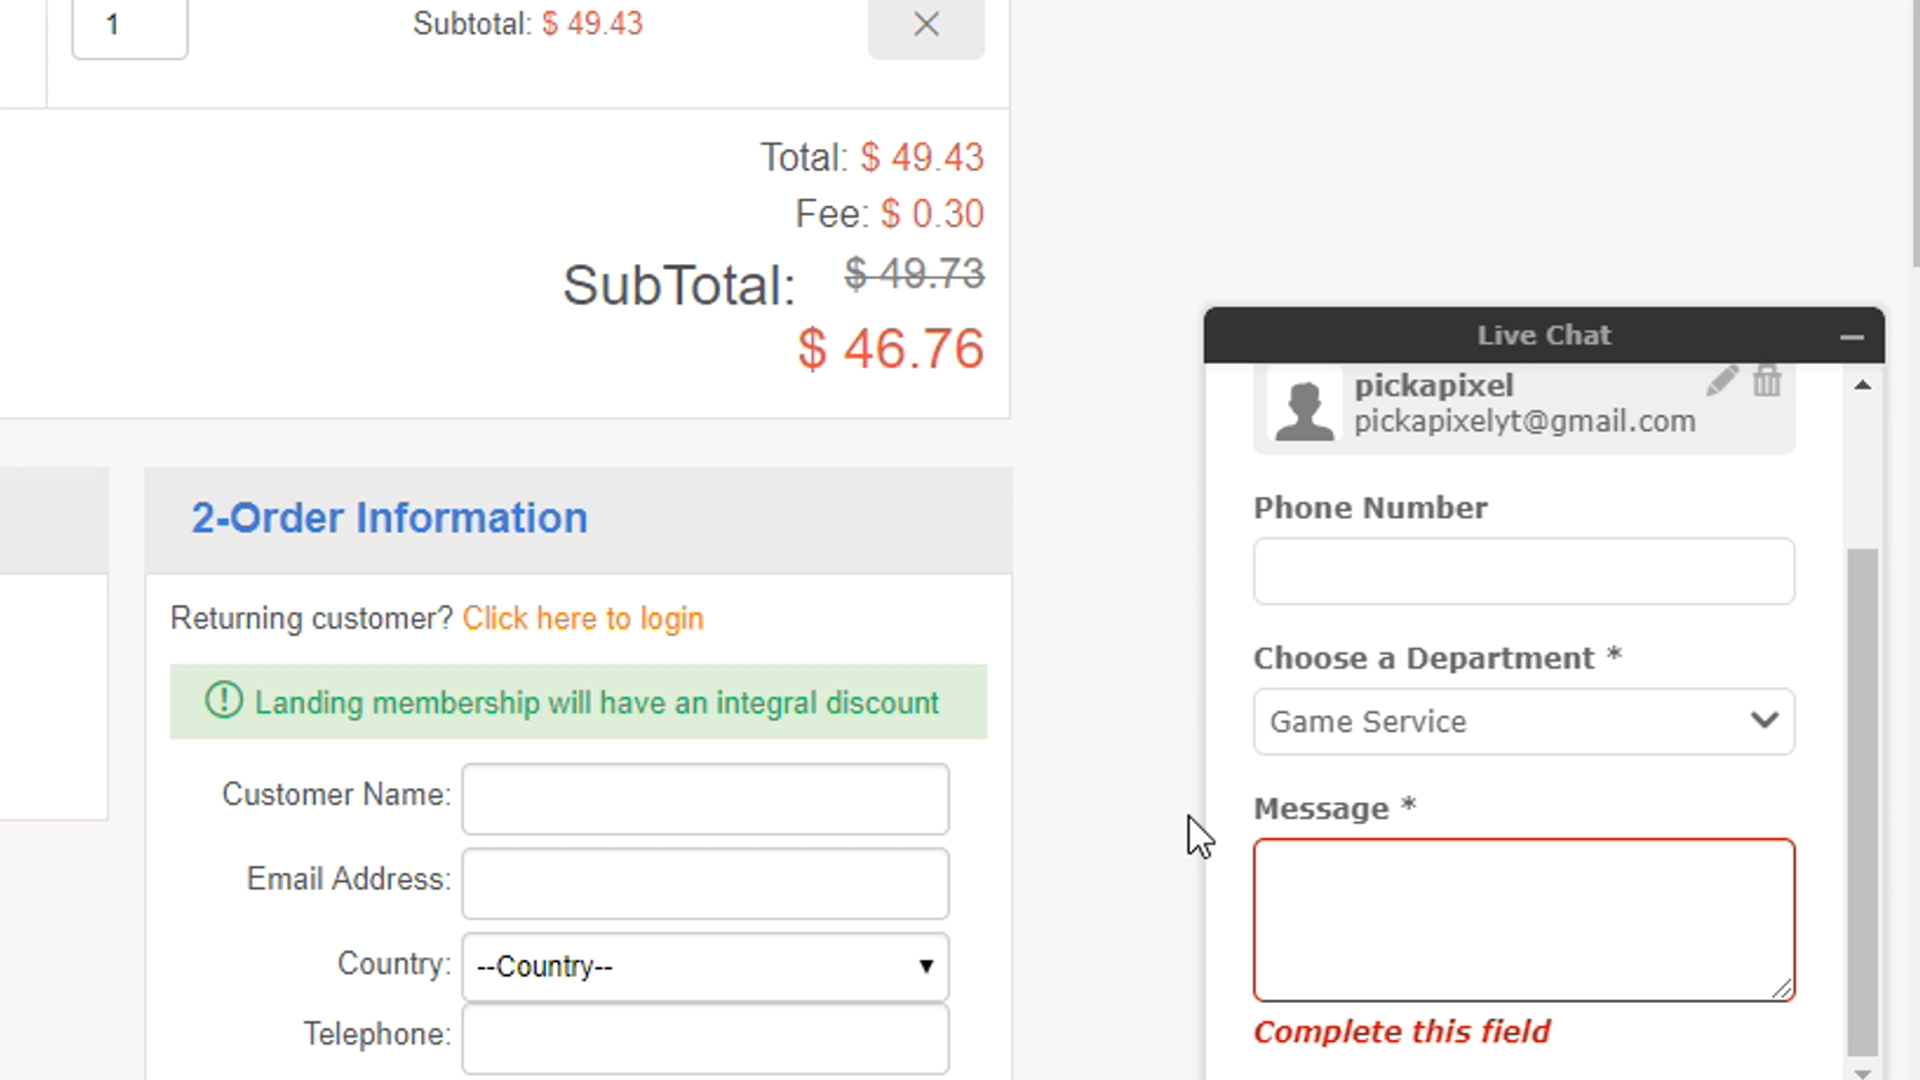 1
Subtotal: $ 49.43
Total: $ 49.43
Fee: $ 0.30
SubTotal: $ 49.73
$ 46.76
2-Order Information
Returning customer? Click here to login
Landing membership will have an integral discount
Customer Name:
Email Address:
Country: --Country--
Telephone:
Live Chat
pickapixel
pickapixelyt@gmail.com
Phone Number
Choose a Department *
Game Service
Message *
Complete this field